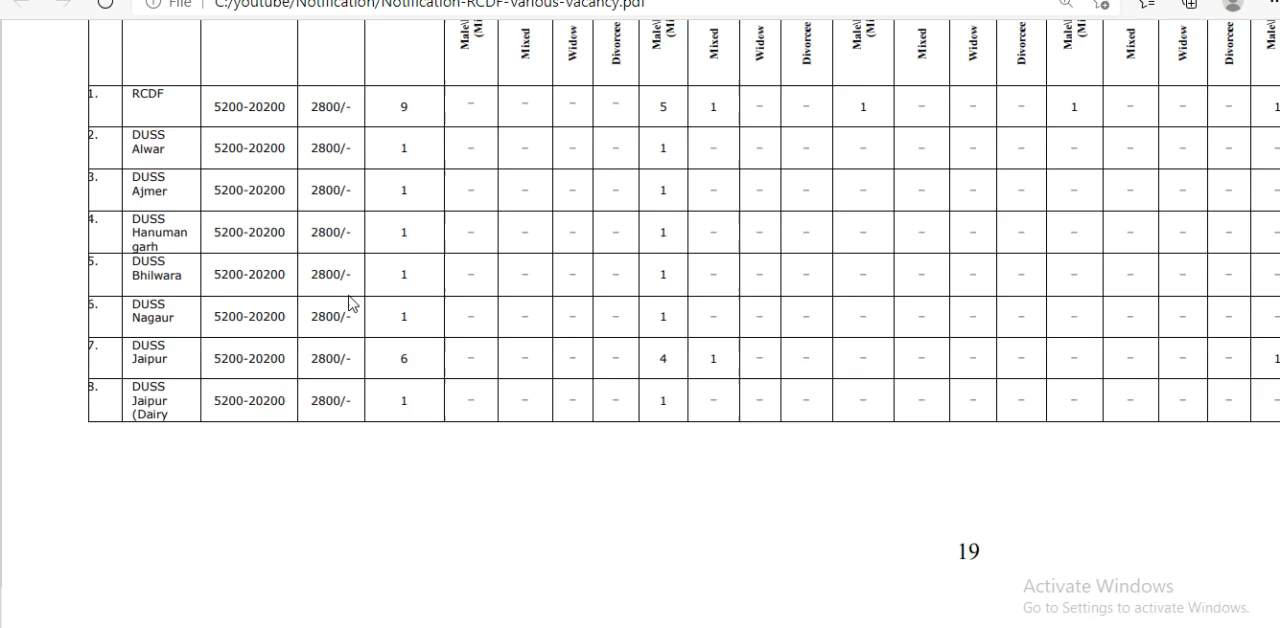 File | C:/youtube/Notification/Notification-RCDF-various-vacancy.pdf
Mixed Widow Divorcee Mixed Widow Divorcee Mixed Widow Divorcee Mixed Widow Divorcee
1. RCDF 5200-20200 2800/- 9 – – – – 5 1 – – 1 – – – 1 – – – 1
2. DUSS Alwar 5200-20200 2800/- 1 – – – – 1 – – – – – – – – – – –
3. DUSS Ajmer 5200-20200 2800/- 1 – – – – 1 – – – – – – – – – – –
4. DUSS Hanuman garh 5200-20200 2800/- 1 – – – – 1 – – – – – – – – – – –
5. DUSS Bhilwara 5200-20200 2800/- 1 – – – – 1 – – – – – – – – – – –
6. DUSS Nagaur 5200-20200 2800/- 1 – – – – 1 – – – – – – – – – – –
7. DUSS Jaipur 5200-20200 2800/- 6 – – – – 4 1 – – – – – – – – – – 1
8. DUSS Jaipur (Dairy 5200-20200 2800/- 1 – – – – 1 – – – – – – – – – – –
19
Activate Windows
Go to Settings to activate Windows.